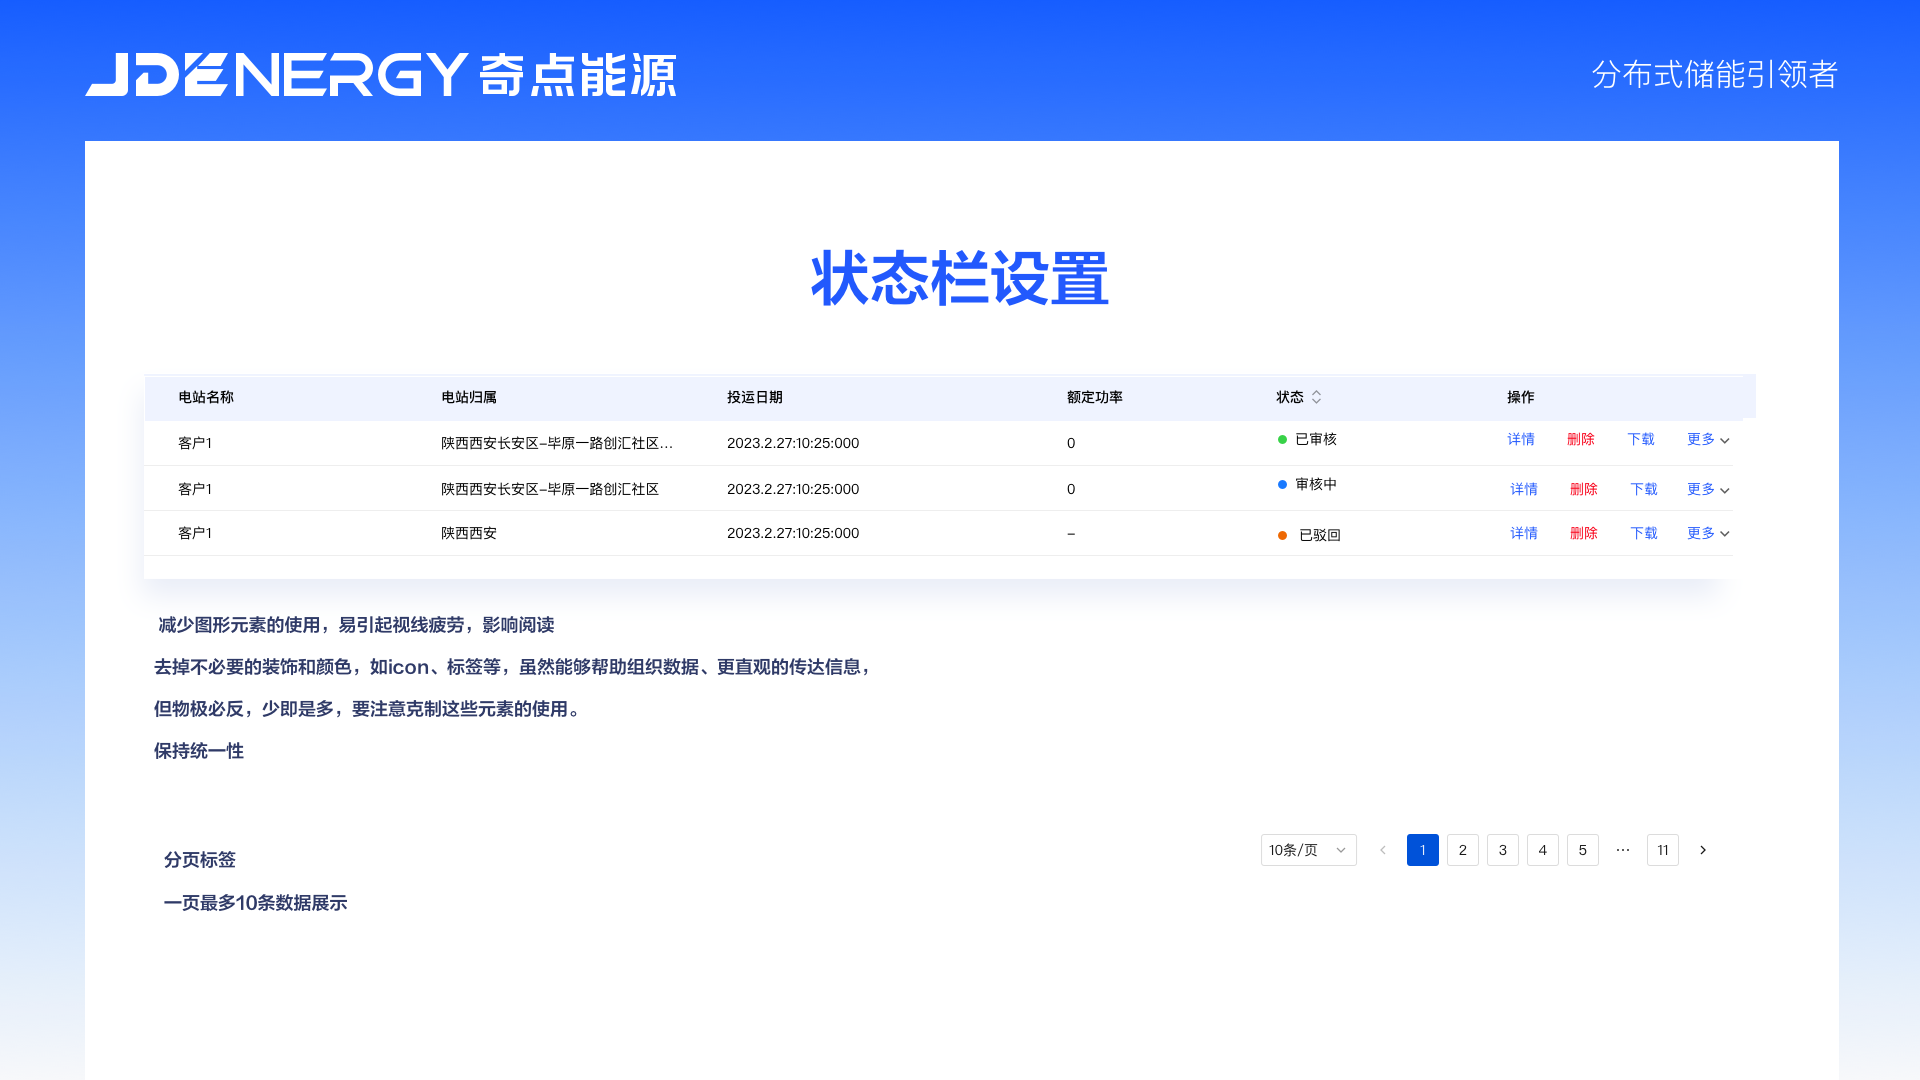 JDENERGY 奇点能源
分布式储能引领者
状态栏设置
电站名称 电站归属 投运日期 额定功率 状态 操作
客户1 陕西西安长安区-毕原一路创汇社区... 2023.2.27:10:25:000 0 已审核 详情 删除 下载 更多
客户1 陕西西安长安区-毕原一路创汇社区 2023.2.27:10:25:000 0 审核中 详情 删除 下载 更多
客户1 陕西西安 2023.2.27:10:25:000 – 已驳回 详情 删除 下载 更多
减少图形元素的使用，易引起视线疲劳，影响阅读
去掉不必要的装饰和颜色，如icon、标签等，虽然能够帮助组织数据、更直观的传达信息，
但物极必反，少即是多，要注意克制这些元素的使用。
保持统一性
10条/页 1 2 3 4 5 ··· 11
分页标签
一页最多10条数据展示